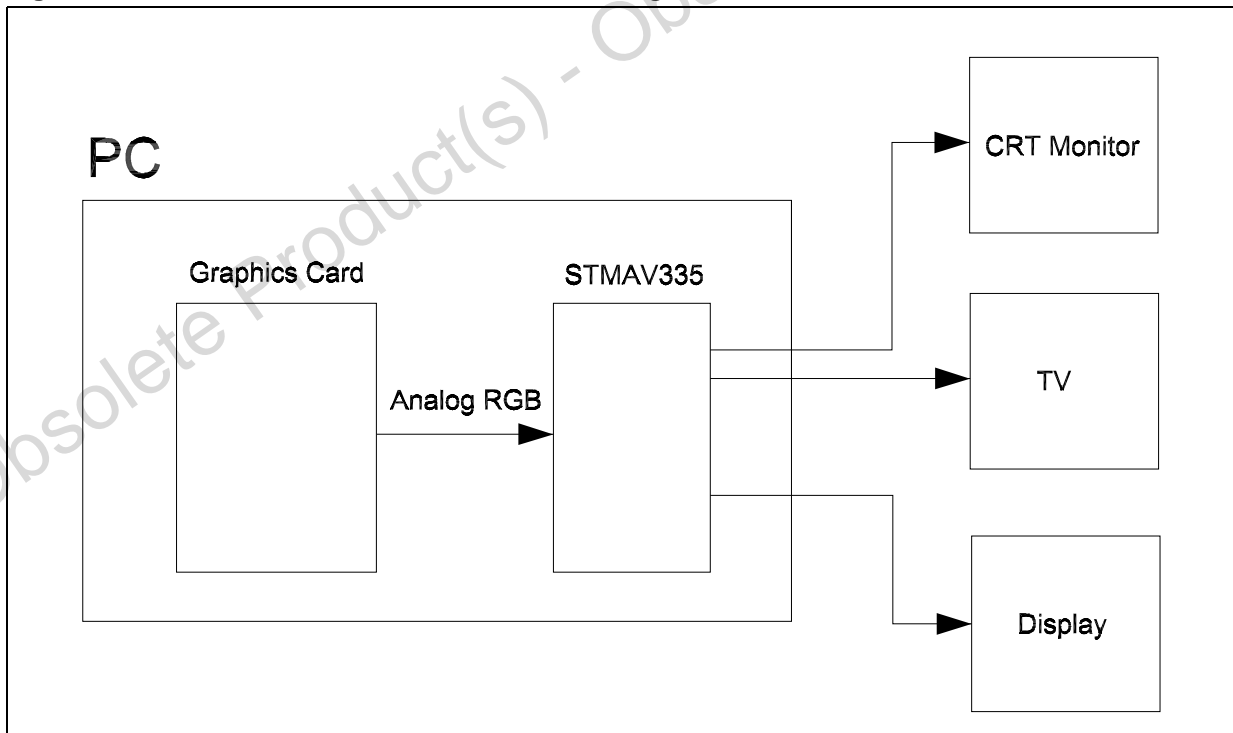 PC
Graphics Card
STMAV335
Analog RGB
CRT Monitor
TV
Display
Obsolete Product(s) - Obs